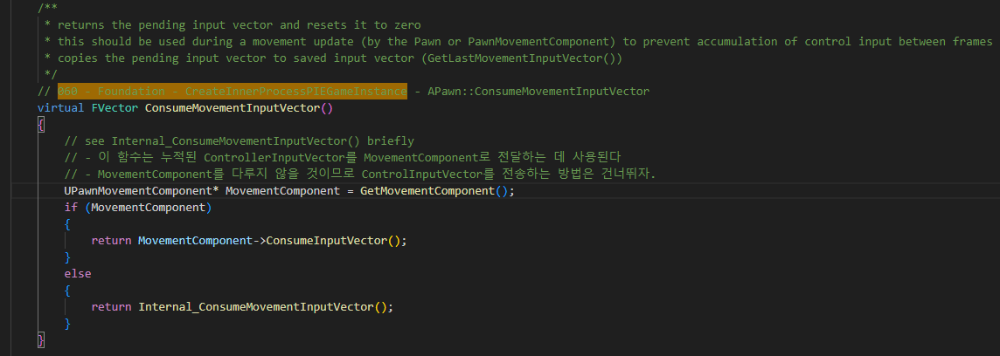 /**
* returns the pending input vector and resets it to zero
* this should be used during a movement update (by the Pawn or PawnMovementComponent) to prevent accumulation of control input between frames
* copies the pending input vector to saved input vector (GetLastMovementInputVector())
*/
// 060 - Foundation - CreateInnerProcessPIEGameInstance - APawn::ConsumeMovementInputVector
virtual FVector ConsumeMovementInputVector()
{
// see Internal_ConsumeMovementInputVector() briefly
// - 이 함수는 누적된 ControllerInputVector를 MovementComponent로 전달하는 데 사용된다
// - MovementComponent를 다루지 않을 것이므로 ControlInputVector를 전송하는 방법은 건너뛰자.
UPawnMovementComponent* MovementComponent = GetMovementComponent();
if (MovementComponent)
{
return MovementComponent->ConsumeInputVector();
}
else
{
return Internal_ConsumeMovementInputVector();
}
}